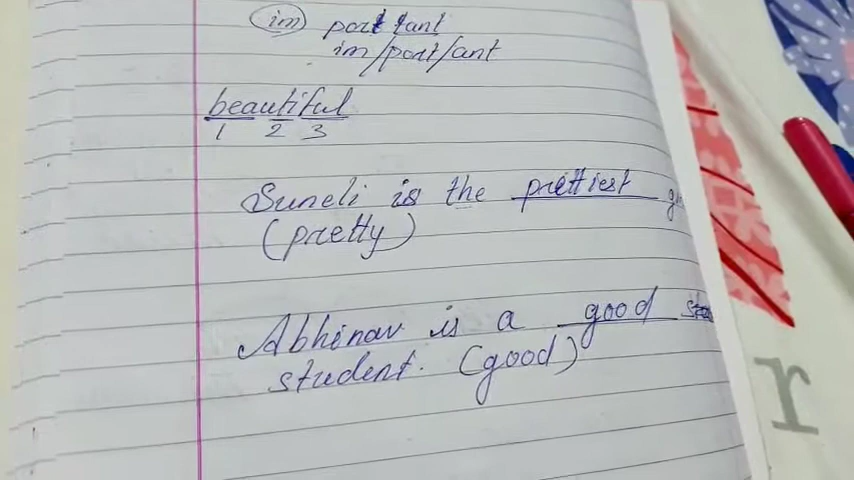 im port tant
im/port/ant
beautiful
1 2 3
Suneli is the prettiest
(pretty)
Abhinav is a good
student. (good)
r